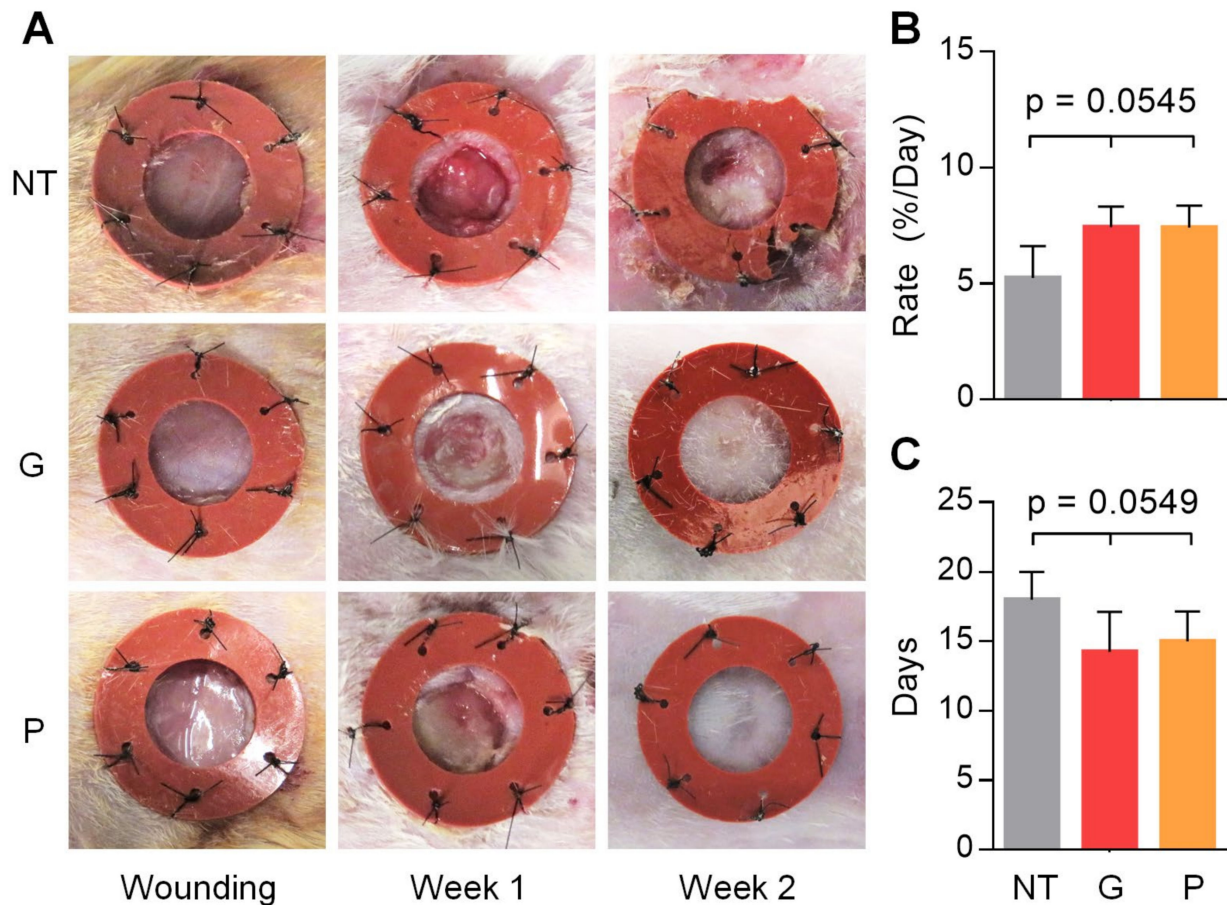 A
NT
G
P
Wounding
Week 1
Week 2
B
15
10
5
0
Rate (%/Day)
p = 0.0545
C
25
20
15
10
5
0
Days
p = 0.0549
NT
G
P